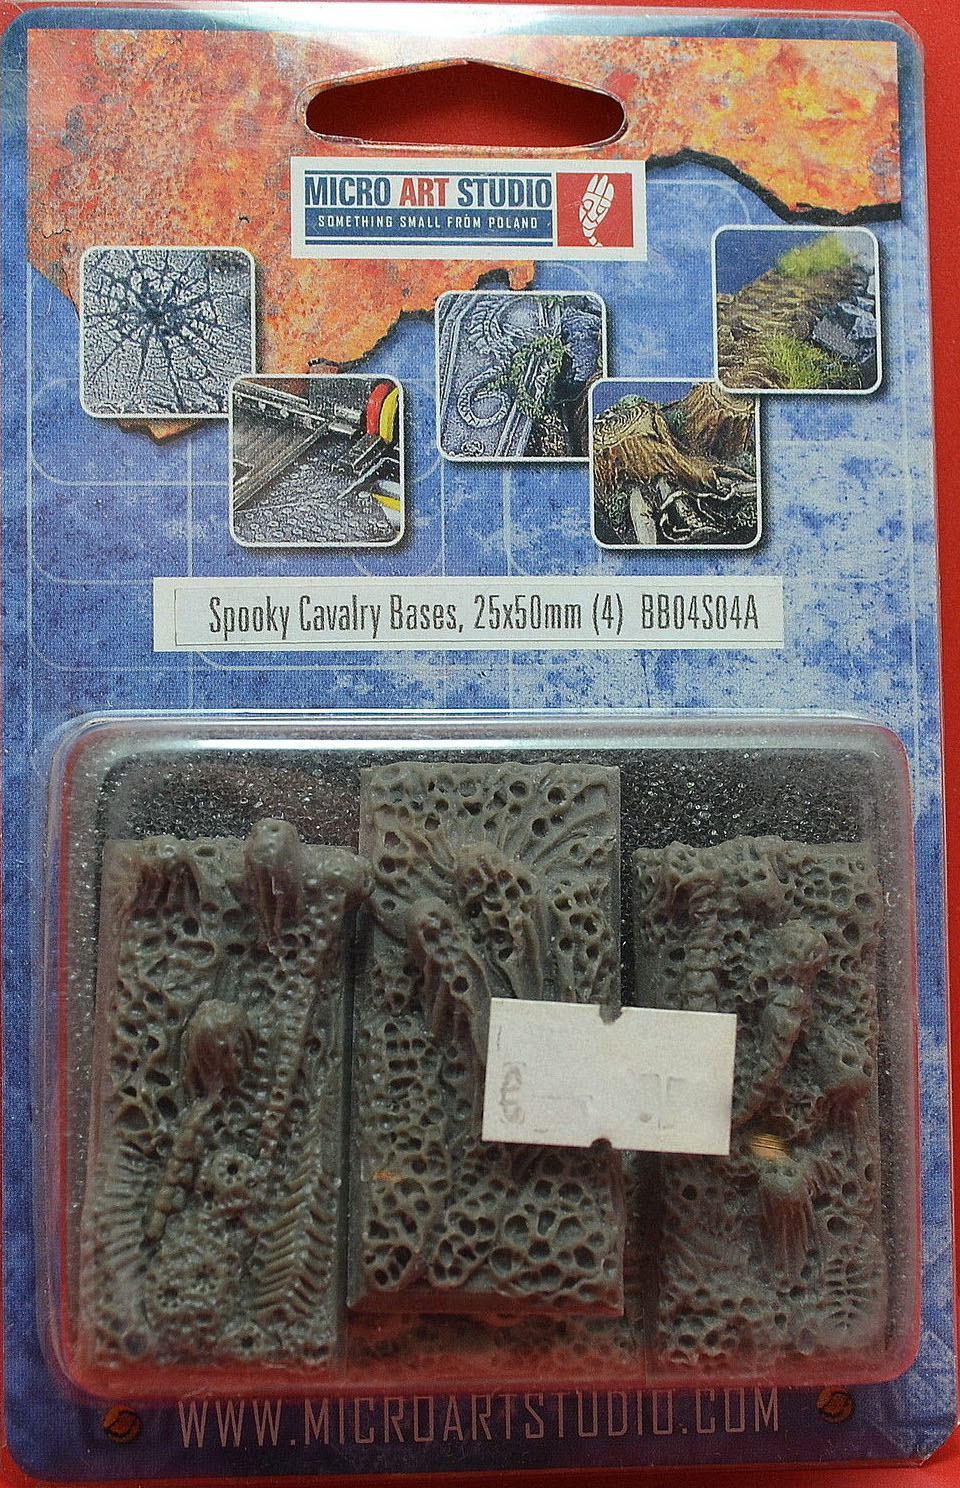 MICRO ART STUDIO
SOMETHING SMALL FROM POLAND
Spooky Cavalry Bases, 25x50mm (4) BB04S04A
WWW.MICROARTSTUDIO.COM